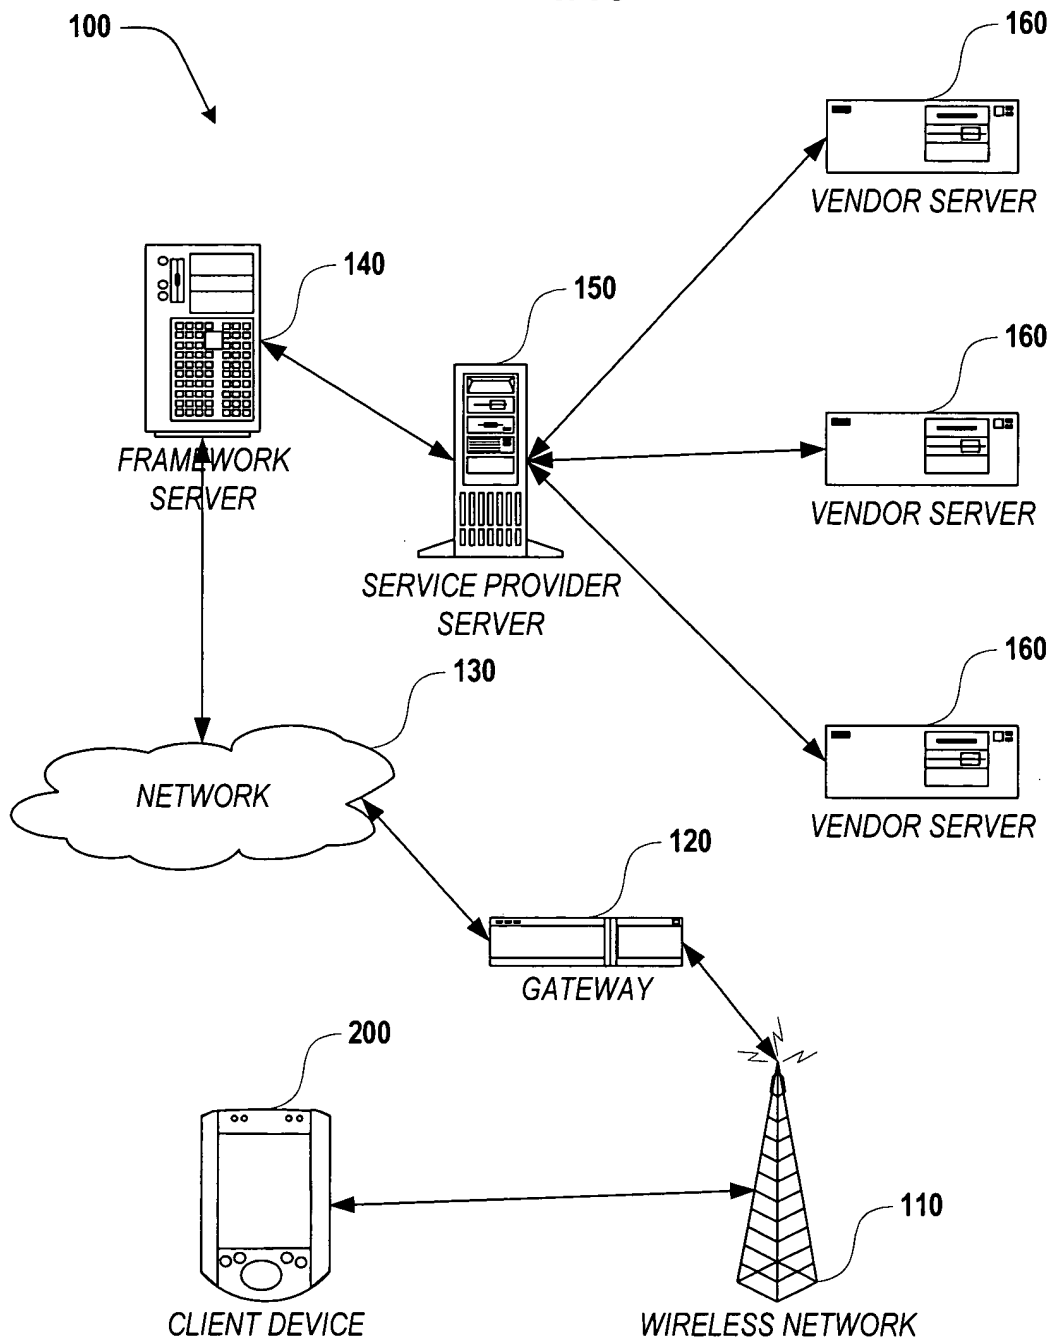 100
160
VENDOR SERVER
140
150
160
FRAMEWORK
SERVER
VENDOR SERVER
SERVICE PROVIDER
SERVER
130
160
NETWORK
VENDOR SERVER
120
GATEWAY
200
110
CLIENT DEVICE
WIRELESS NETWORK